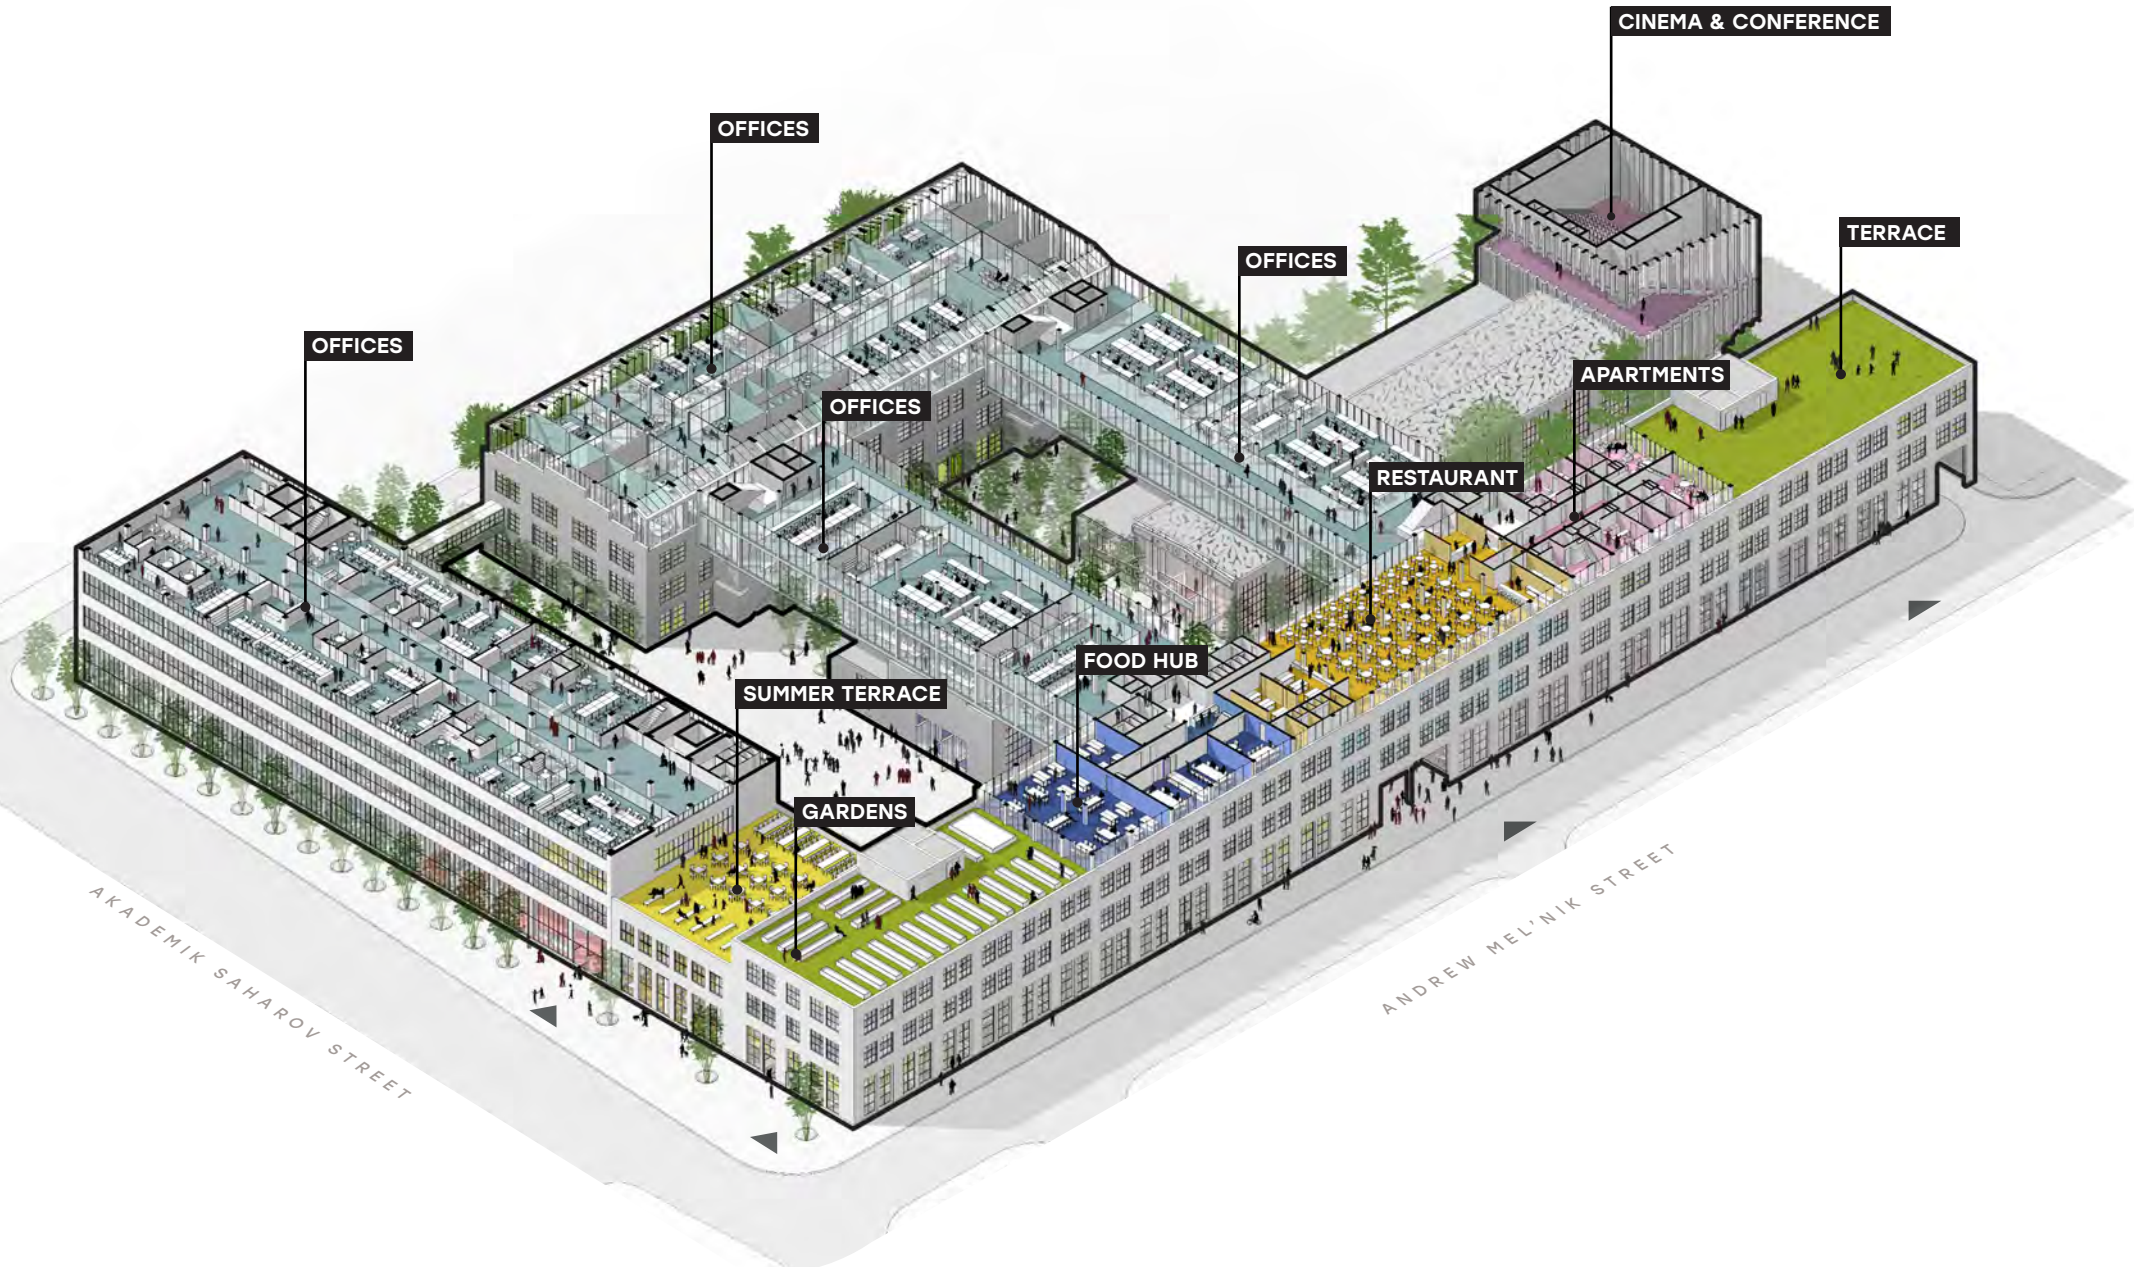 CINEMA & CONFERENCE
OFFICES
TERRACE
OFFICES
OFFICES
APARTMENTS
OFFICES
RESTAURANT
FOOD HUB
SUMMER TERRACE
GARDENS
AKADEMIK SAHAROV STREET
ANDREW MEL'NIK STREET